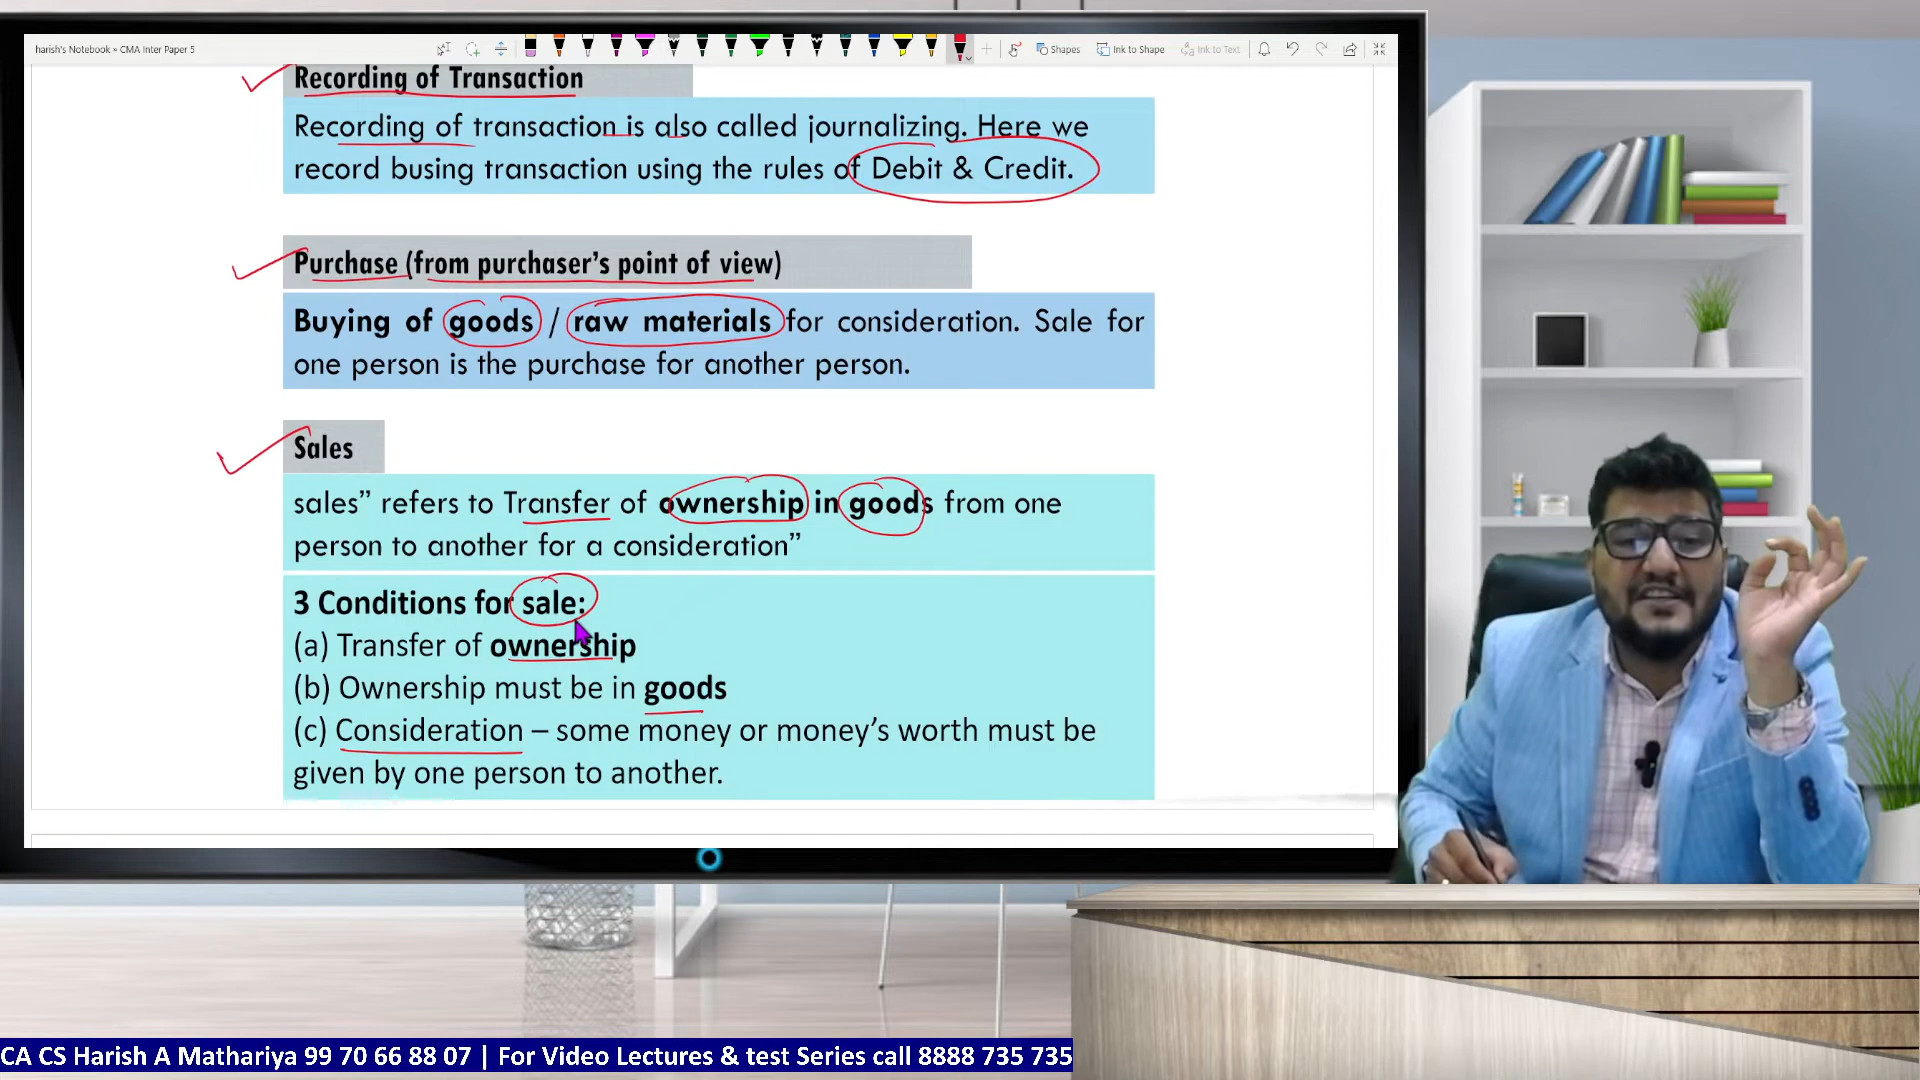 harish's Notebook » CMA Inter Paper 5
Shapes
Ink to Shape
Ink to Text
Recording of Transaction
Recording of transaction is also called journalizing. Here we
record busing transaction using the rules of Debit & Credit.
Purchase (from purchaser's point of view)
Buying of goods / raw materials for consideration. Sale for
one person is the purchase for another person.
Sales
sales” refers to Transfer of ownership in goods from one
person to another for a consideration”
3 Conditions for sale:
(a) Transfer of ownership
(b) Ownership must be in goods
(c) Consideration – some money or money’s worth must be
given by one person to another.
CA CS Harish A Mathariya 99 70 66 88 07 | For Video Lectures & test Series call 8888 735 735